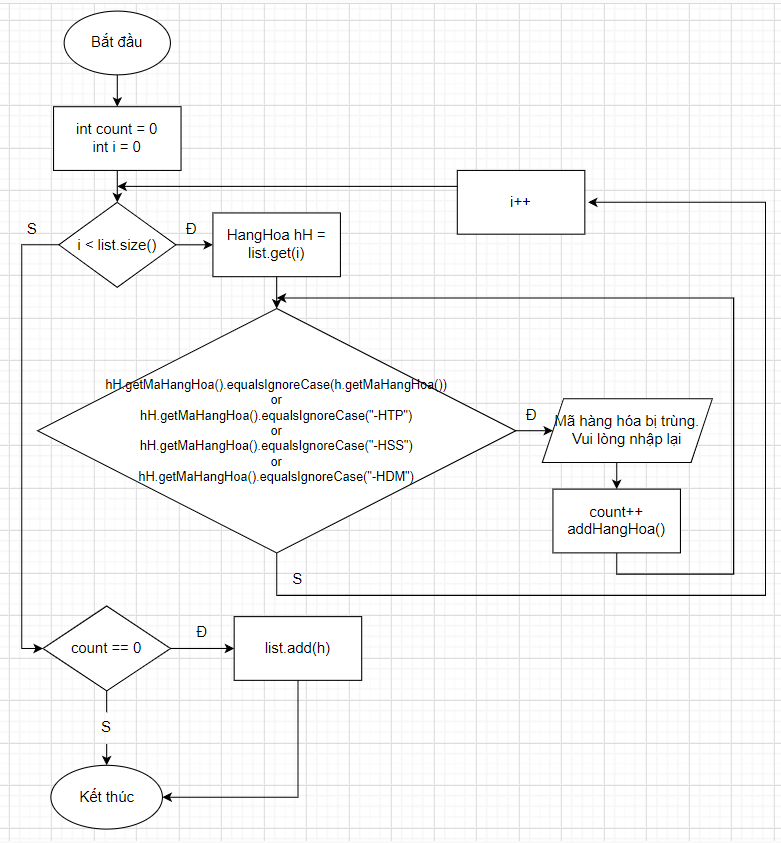 Bắt đầu
int count = 0
int i = 0
i++
S
Đ
i < list.size()
HangHoa hH =
list.get(i)
hH.getMaHangHoa().equalsIgnoreCase(h.getMaHangHoa())
or
hH.getMaHangHoa().equalsIgnoreCase("-HTP")
or
hH.getMaHangHoa().equalsIgnoreCase("-HSS")
or
hH.getMaHangHoa().equalsIgnoreCase("-HDM")
Đ
Mã hàng hóa bị trùng.
Vui lòng nhập lại
count++
addHangHoa()
S
count == 0
Đ
list.add(h)
S
Kết thúc